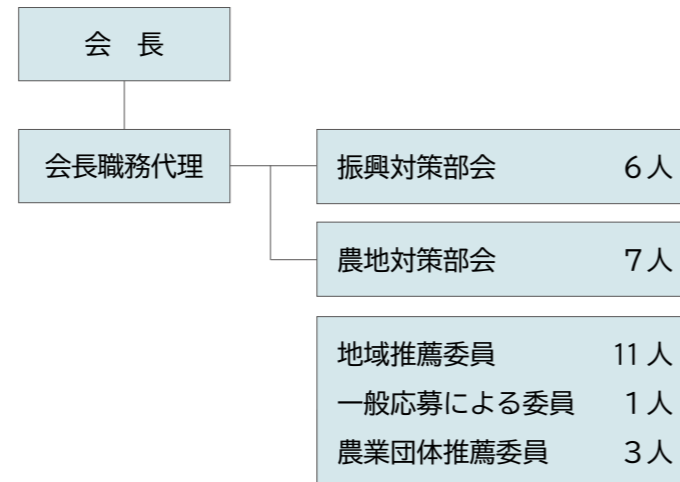 会　長
会長職務代理
振興対策部会　6人
農地対策部会　7人
地域推薦委員　11人
一般応募による委員　1人
農業団体推薦委員　3人